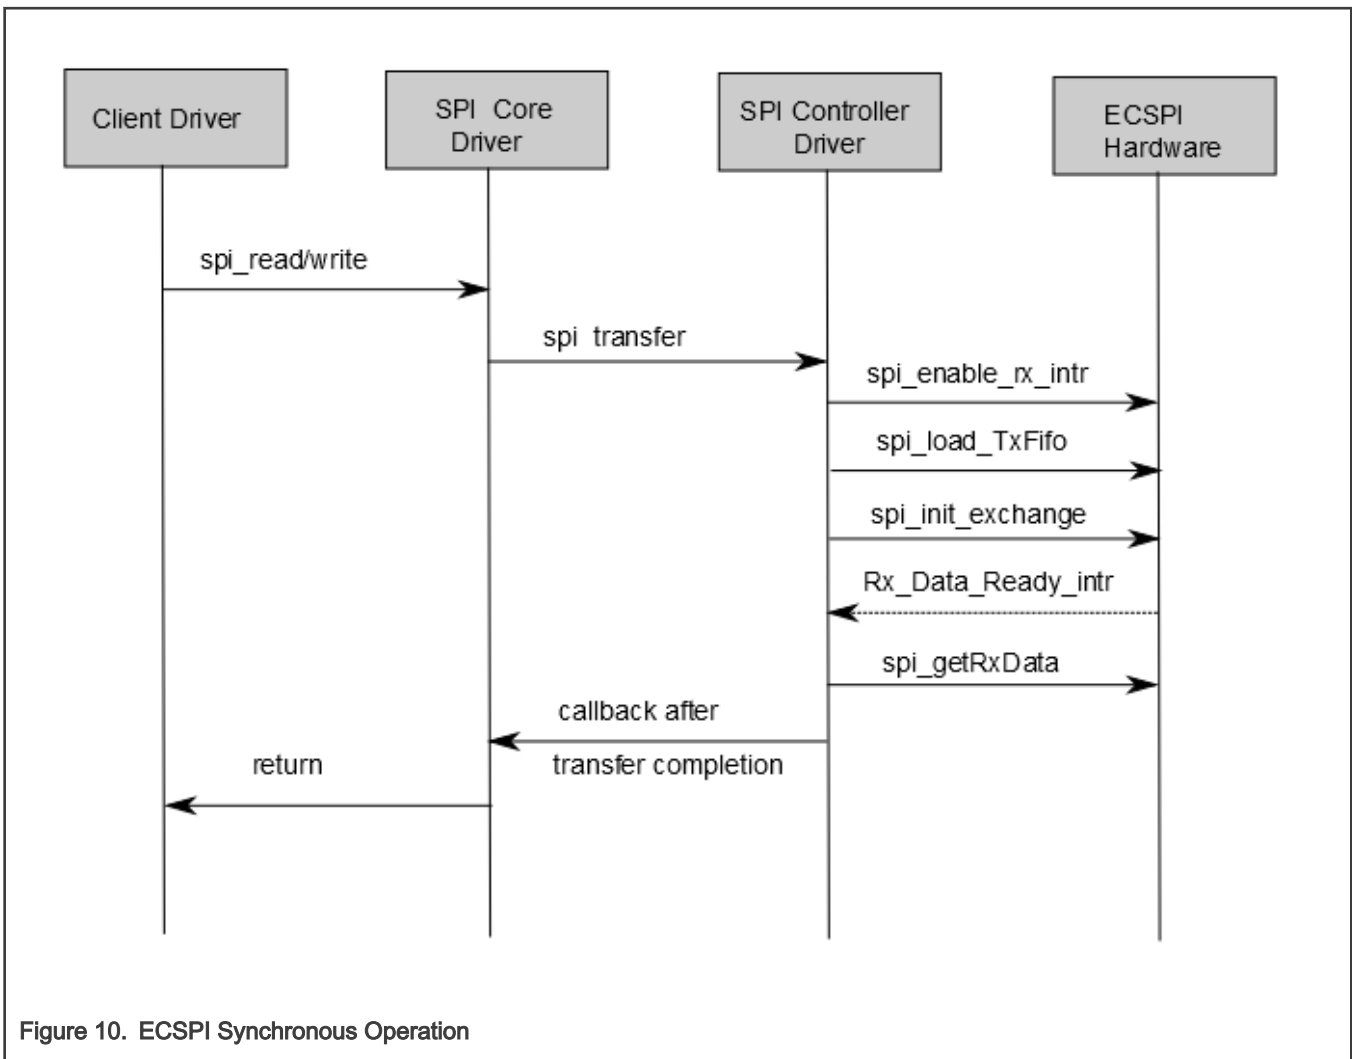 Client Driver
SPI Core
Driver
SPI Controller
Driver
ECSPI
Hardware
spi_read/write
spi transfer
spi_enable_rx_intr
spi_load_TxFifo
spi_init_exchange
Rx_Data_Ready_intr
spi_getRxData
callback after
transfer completion
return
Figure 10. ECSPI Synchronous Operation